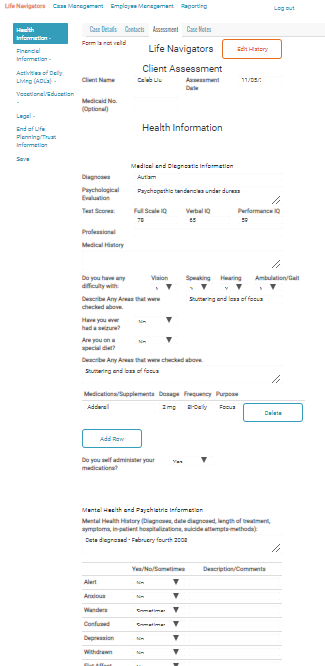 Life Navigators Case Management Employee Management Reporting Log out
Health Information -
Financial Information -
Activities of Daily Living (ADLs) -
Vocational/Education -
Legal -
End of Life Planning/Trust Information
Save
Case Details Contacts Assessment Case Notes
Form is not valid
Life Navigators
Edit History
Client Assessment
Client Name Caleb Liu Assessment Date 11/05/
Medicaid No. (Optional)
Health Information
Medical and Diagnostic Information
Diagnoses Autism
Psychological Evaluation Psychopathic tendencies under duress
Test Scores: Full Scale IQ Verbal IQ Performance IQ
78 65 59
Professional
Medical History
Do you have any difficulty with: Vision Speaking Hearing Ambulation/Gait
Describe Any Areas that were checked above. Stuttering and loss of focus
Have you ever had a seizure? No
Are you on a special diet? No
Describe Any Areas that were checked above.
Stuttering and loss of focus
Medications/Supplements Dosage Frequency Purpose
Adderall 2 mg Bi-Daily Focus Delete
Add Row
Do you self administer your medications? Yes
Mental Health and Psychiatric Information
Mental Health History (Diagnoses, date diagnosed, length of treatment, symptoms, in-patient hospitalizations, suicide attempts-methods):
Date diagnosed - February fourth 2008
Yes/No/Sometimes Description/Comments
Alert No
Anxious No
Wanders Sometimes
Confused Sometimes
Depression No
Withdrawn No
Flat Affect